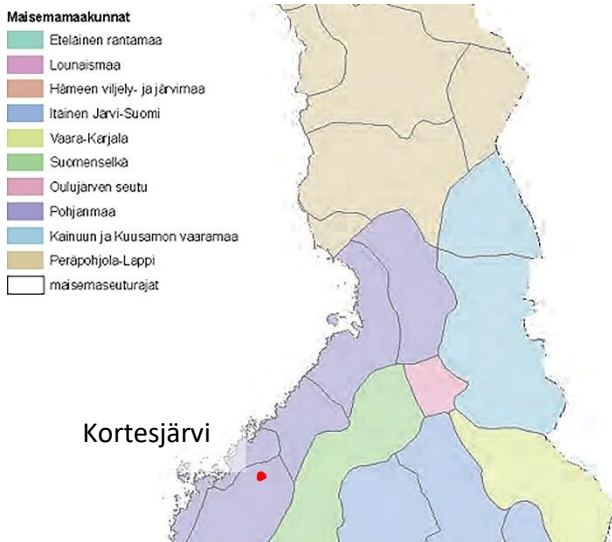 Maisemamaakunnat
Eteläinen rantamaa
Lounaismaa
Hämeen viljely- ja järvimaa
Itäinen Järvi-Suomi
Vaara-Karjala
Suomenselkä
Oulujärven seutu
Pohjanmaa
Kainuun ja Kuusamon vaaramaa
Peräpohjola-Lappi
maisemaseuturajat
Kortesjärvi